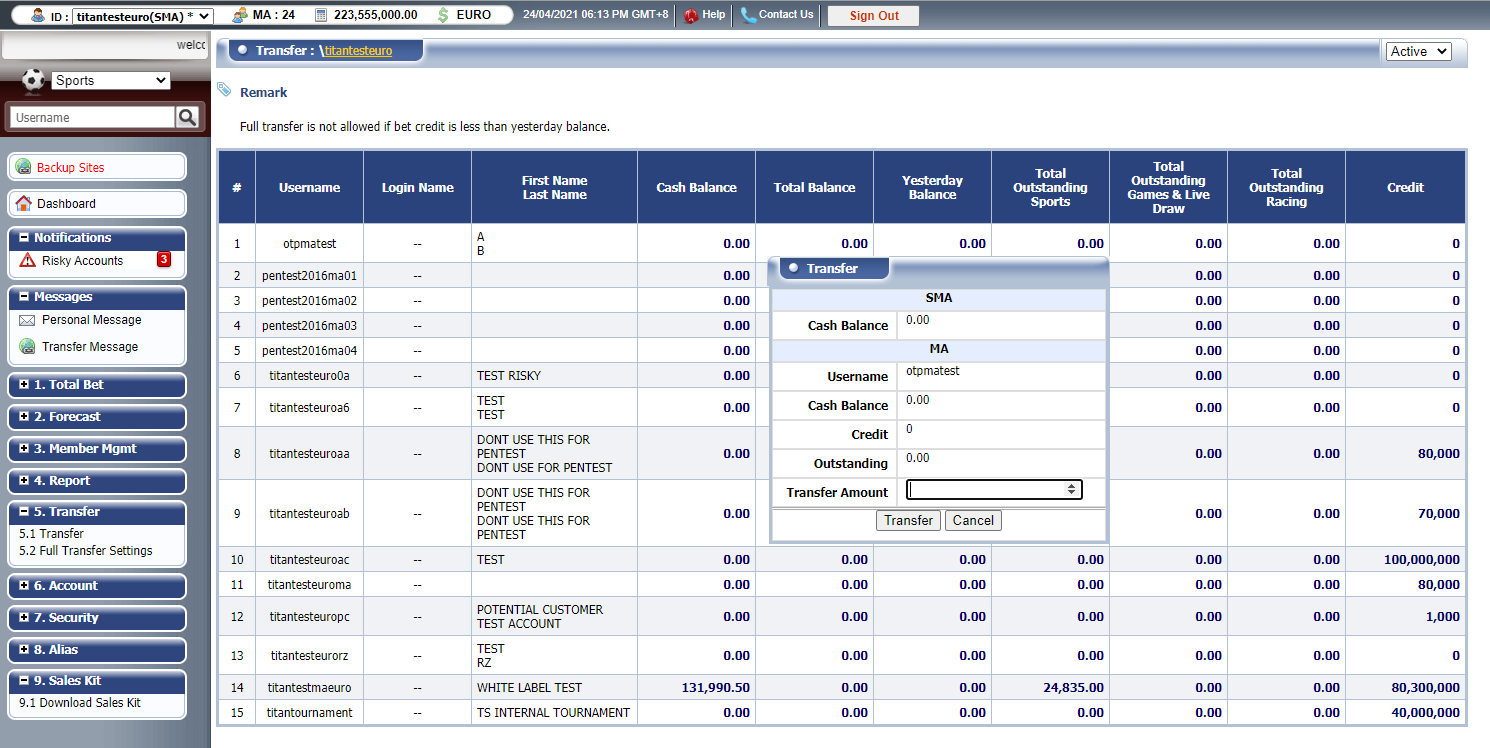 ID : titantesteuro(SMA) * MA : 24 223,555,000.00 EURO 24/04/2021 06:13 PM GMT+8 Help Contact Us Sign Out
welcc
Sports
Username
Backup Sites
Dashboard
Notifications
Risky Accounts 3
Messages
Personal Message
Transfer Message
1. Total Bet
2. Forecast
3. Member Mgmt
4. Report
5. Transfer
5.1 Transfer
5.2 Full Transfer Settings
6. Account
7. Security
8. Alias
9. Sales Kit
9.1 Download Sales Kit
Transfer : \titantesteuro Active
Remark
Full transfer is not allowed if bet credit is less than yesterday balance.
# Username Login Name First Name Last Name Cash Balance Total Balance Yesterday Balance Total Outstanding Sports Total Outstanding Games & Live Draw Total Outstanding Racing Credit
1 otpmatest -- A B 0.00 0.00 0.00 0.00 0.00 0.00 0
2 pentest2016ma01 -- 0.00 0.00 0.00 0
3 pentest2016ma02 -- 0.00 0.00 0.00 0
4 pentest2016ma03 -- 0.00 0.00 0.00 0
5 pentest2016ma04 -- 0.00 0.00 0.00 0
6 titantesteuro0a -- TEST RISKY 0.00 0.00 0.00 0
7 titantesteuroa6 -- TEST TEST 0.00 0.00 0.00 0
8 titantesteuroaa -- DONT USE THIS FOR PENTEST DONT USE FOR PENTEST 0.00 0.00 0.00 80,000
9 titantesteuroab -- DONT USE THIS FOR PENTEST DONT USE THIS FOR PENTEST 0.00 0.00 0.00 70,000
10 titantesteuroac -- TEST 0.00 0.00 0.00 0.00 0.00 0.00 100,000,000
11 titantesteuroma -- 0.00 0.00 0.00 0.00 0.00 0.00 80,000
12 titantesteuropc -- POTENTIAL CUSTOMER TEST ACCOUNT 0.00 0.00 0.00 0.00 0.00 0.00 1,000
13 titantesteurorz -- TEST RZ 0.00 0.00 0.00 0.00 0.00 0.00 0
14 titantestmaeuro -- WHITE LABEL TEST 131,990.50 0.00 0.00 24,835.00 0.00 0.00 80,300,000
15 titantournament -- TS INTERNAL TOURNAMENT 0.00 0.00 0.00 0.00 0.00 0.00 40,000,000
Transfer
SMA
Cash Balance 0.00
MA
Username otpmatest
Cash Balance 0.00
Credit 0
Outstanding 0.00
Transfer Amount
Transfer Cancel